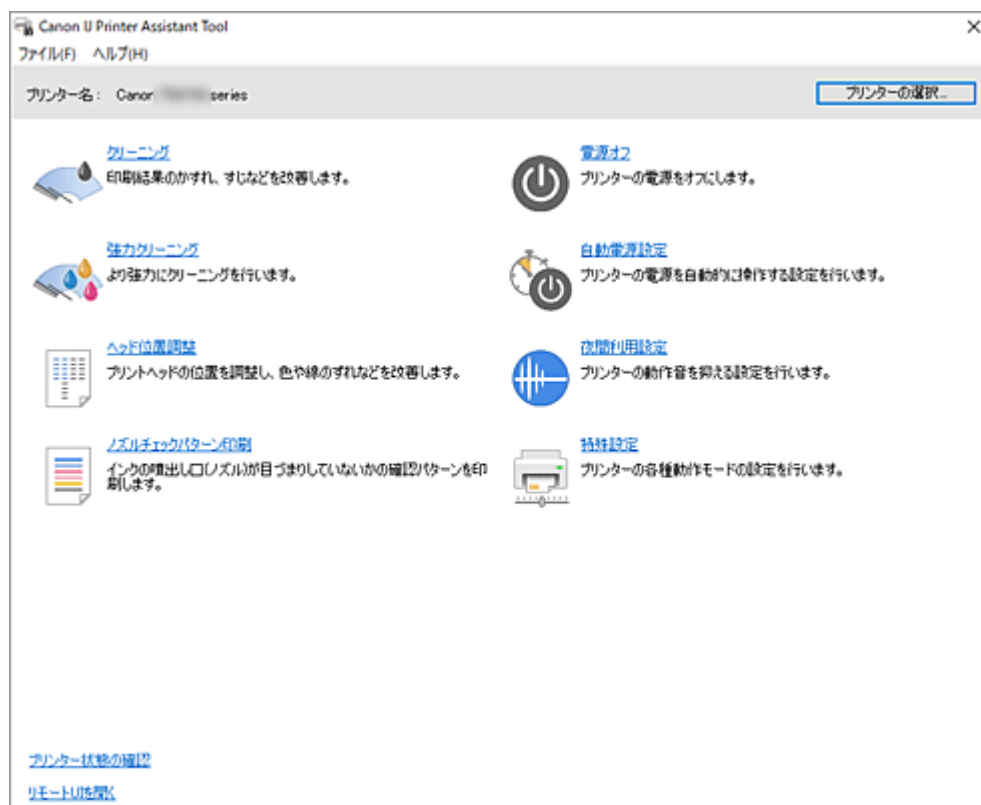 Canon IJ Printer Assistant Tool
ファイル(F) ヘルプ(H)
プリンター名： Canon series
プリンターの選択...
クリーニング
印刷結果のかすれ、すじなどを改善します。
強力クリーニング
より強力にクリーニングを行います。
ヘッド位置調整
プリントヘッドの位置を調整し、色や線のずれなどを改善します。
ノズルチェックパターン印刷
インクの噴出し口(ノズル)が目づまりしていないかの確認パターンを印
刷します。
電源オフ
プリンターの電源をオフにします。
自動電源設定
プリンターの電源を自動的に操作する設定を行います。
夜間利用設定
プリンターの動作音を抑える設定を行います。
特殊設定
プリンターの各種動作モードの設定を行います。
プリンター状態の確認
リモートUIを開く